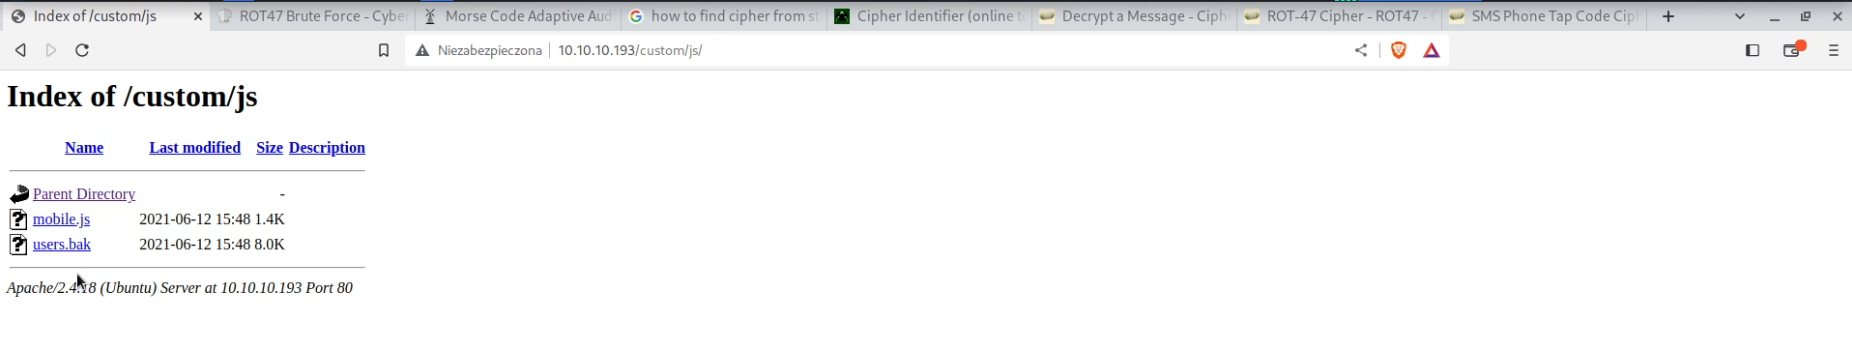 Index of /custom/js
ROT47 Brute Force - Cyber
Morse Code Adaptive Aud
how to find cipher from st
Cipher Identifier (online to
Decrypt a Message - Ciph
ROT-47 Cipher - ROT47 - C
SMS Phone Tap Code Cip
Niezabezpieczona 10.10.10.193/custom/js/
Index of /custom/js
Name Last modified Size Description
Parent Directory -
mobile.js 2021-06-12 15:48 1.4K
users.bak 2021-06-12 15:48 8.0K
Apache/2.4.18 (Ubuntu) Server at 10.10.10.193 Port 80